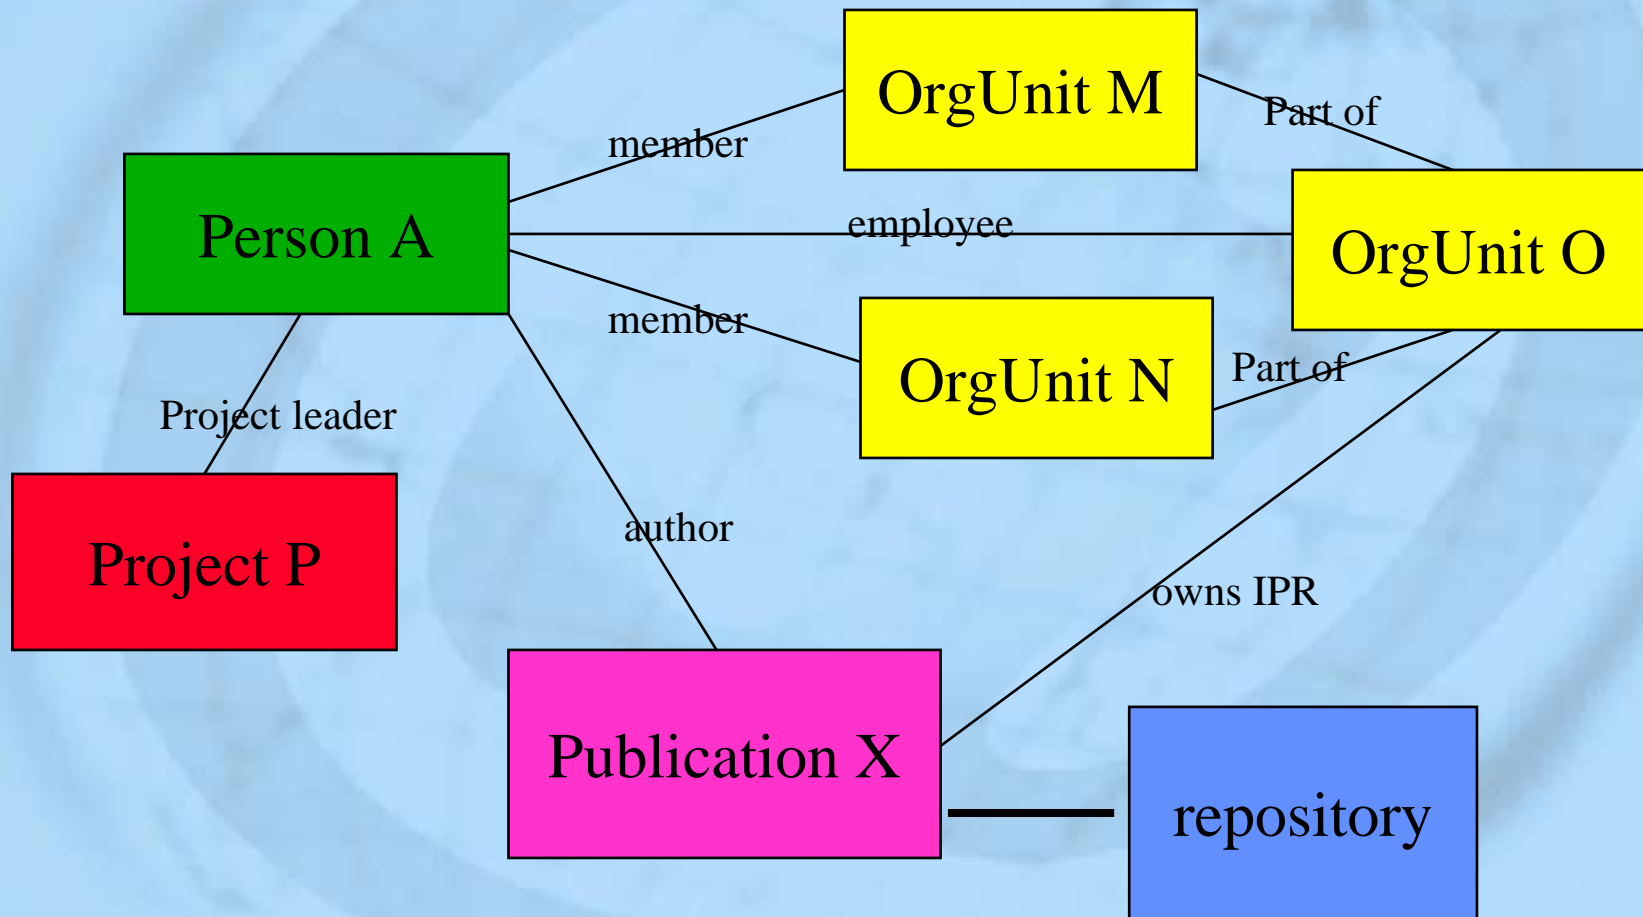 OrgUnit M
Part of
member
Person A
employee
OrgUnit O
member
OrgUnit N
Part of
Project leader
author
Project P
owns IPR
Publication X
repository